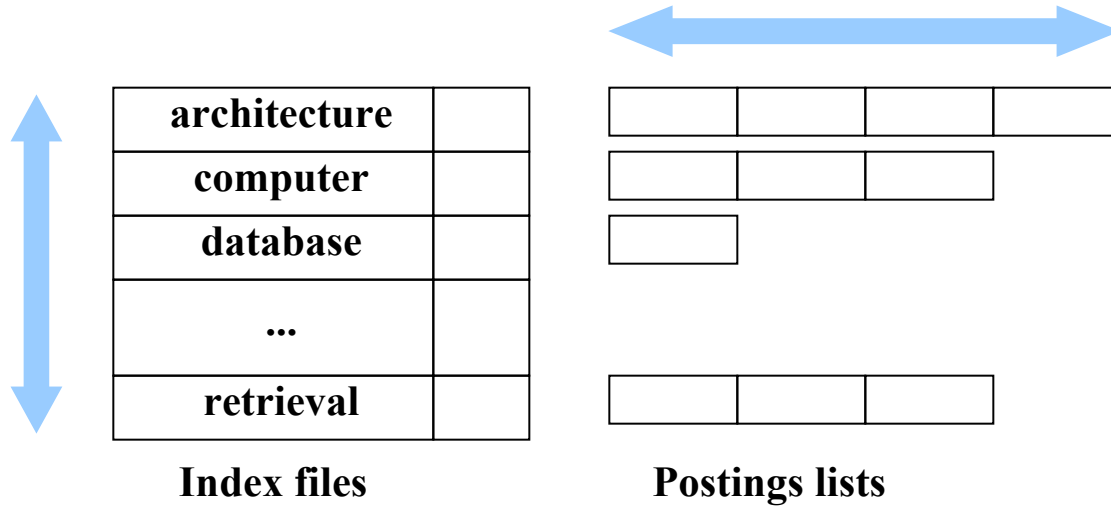 architecture
computer
database
...
retrieval
Index files
Postings lists